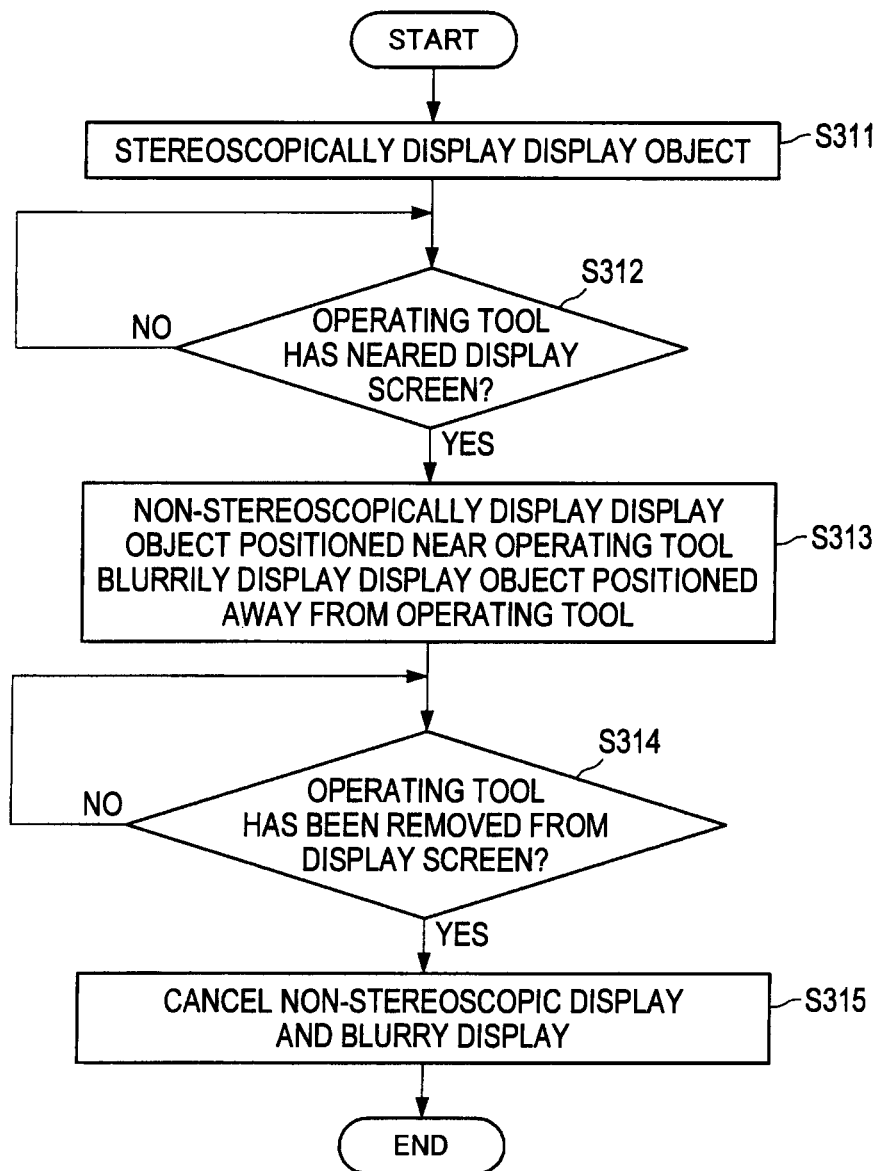 START
STEREOSCOPICALLY DISPLAY DISPLAY OBJECT
S311
S312
OPERATING TOOL
HAS NEARED DISPLAY
SCREEN?
NO
YES
NON-STEREOSCOPICALLY DISPLAY DISPLAY
OBJECT POSITIONED NEAR OPERATING TOOL
BLURRILY DISPLAY DISPLAY OBJECT POSITIONED
AWAY FROM OPERATING TOOL
S313
S314
OPERATING TOOL
HAS BEEN REMOVED FROM
DISPLAY SCREEN?
NO
YES
CANCEL NON-STEREOSCOPIC DISPLAY
AND BLURRY DISPLAY
S315
END